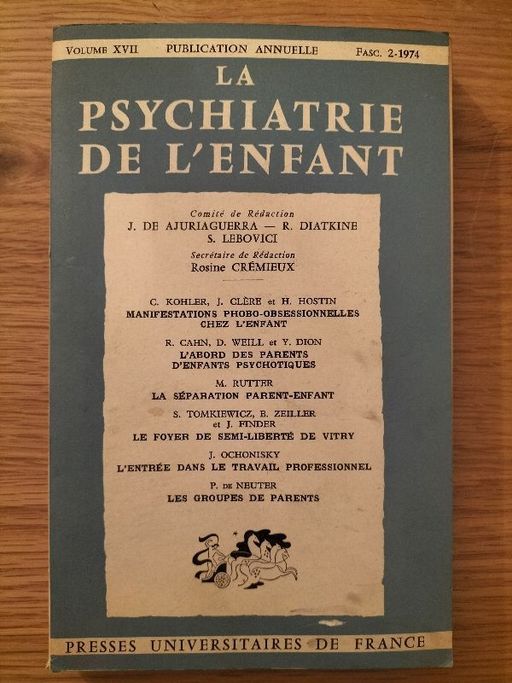 VOLUME XVII PUBLICATION ANNUELLE FASC. 2-1974
LA
PSYCHIATRIE
DE L'ENFANT
Comité de Rédaction
J. DE AJURIAGUERRA — R. DIATKINE
S. LEBOVICI
Secrétaire de Rédaction
Rosine CRÉMIEUX
C. KOHLER, J. CLÈRE et H. HOSTIN
MANIFESTATIONS PHOBO-OBSESSIONNELLES
CHEZ L'ENFANT
R. CAHN, D. WEILL et Y. DION
L'ABORD DES PARENTS
D'ENFANTS PSYCHOTIQUES
M. RUTTER
LA SÉPARATION PARENT-ENFANT
S. TOMKIEWICZ, B. ZEILLER
et J. FINDER
LE FOYER DE SEMI-LIBERTÉ DE VITRY
J. OCHONISKY
L'ENTRÉE DANS LE TRAVAIL PROFESSIONNEL
P. DE NEUTER
LES GROUPES DE PARENTS
PRESSES UNIVERSITAIRES DE FRANCE